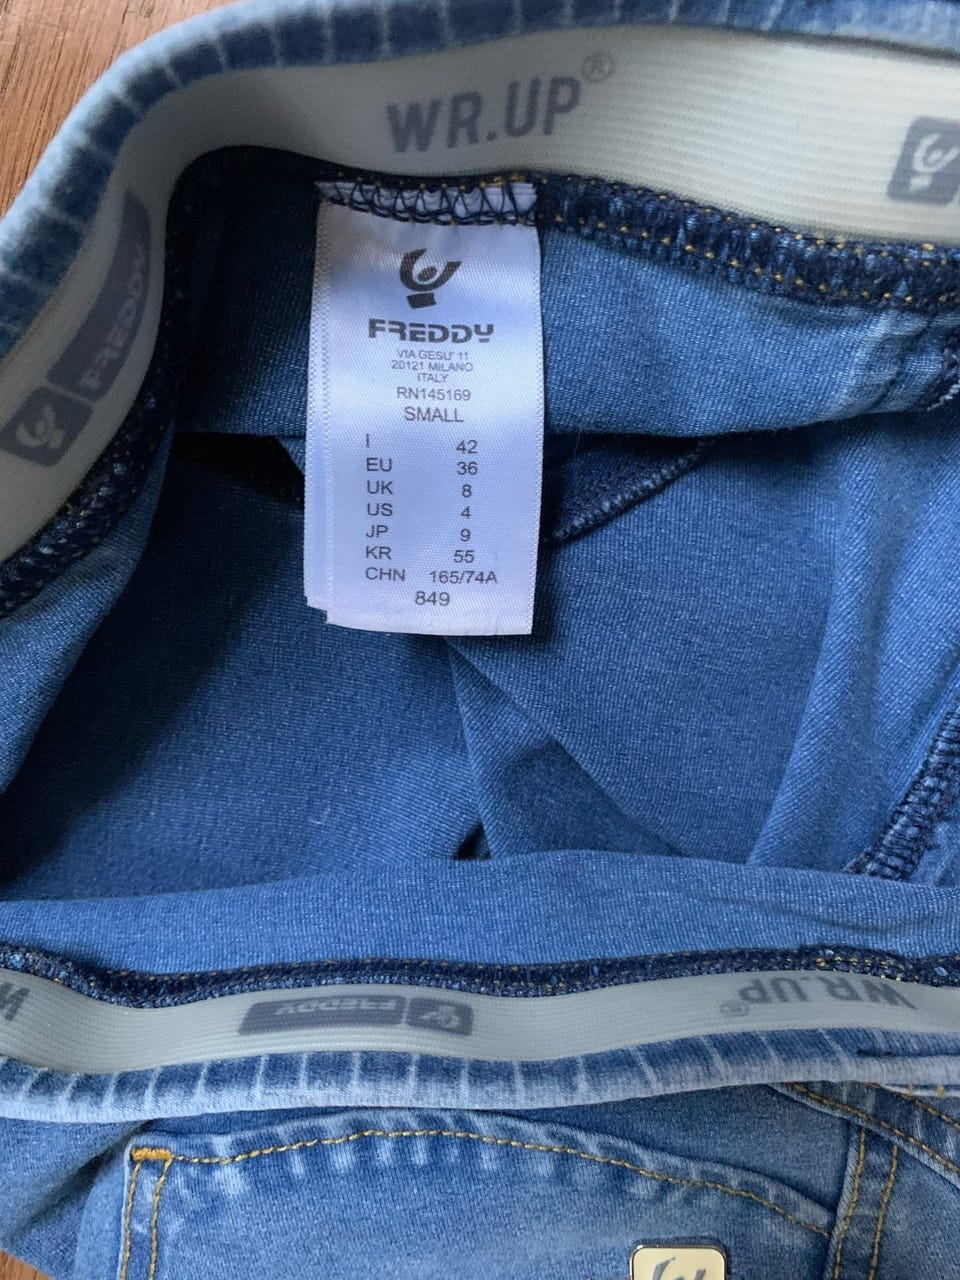 WR.UP®
FREDDY
FREDDY
VIA GESU' 11
20121 MILANO
ITALY
RN145169
SMALL
I 42
EU 36
UK 8
US 4
JP 9
KR 55
CHN 165/74A
849
FREDDY
WR.UP®
W